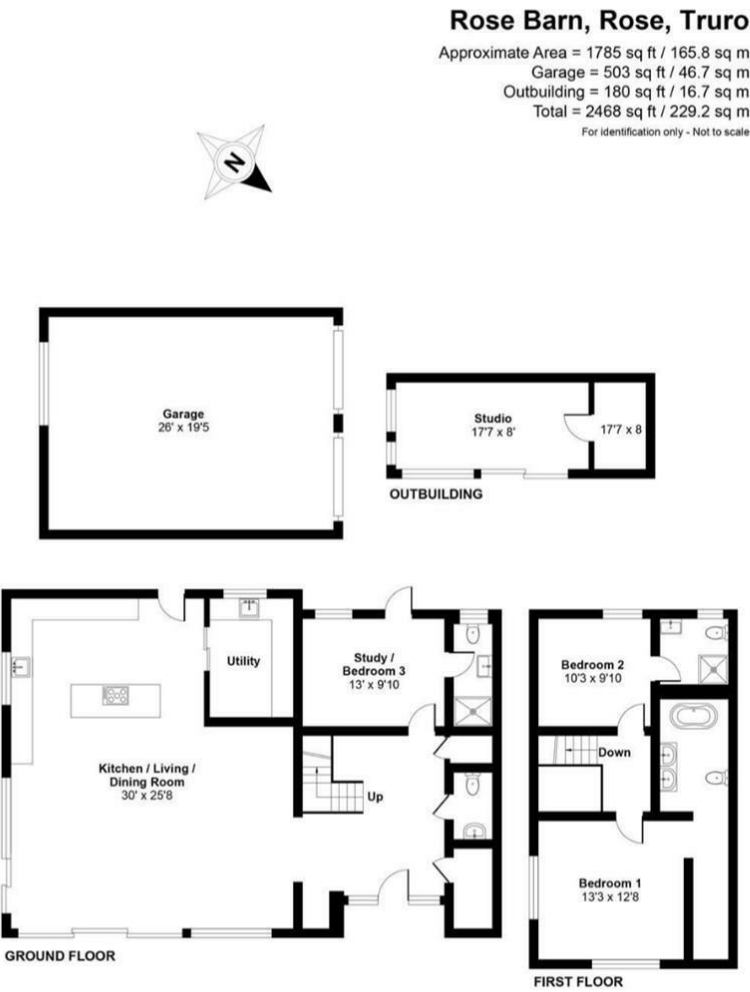 Rose Barn, Rose, Truro
Approximate Area = 1785 sq ft / 165.8 sq m
Garage = 503 sq ft / 46.7 sq m
Outbuilding = 180 sq ft / 16.7 sq m
Total = 2468 sq ft / 229.2 sq m
For identification only - Not to scale
N
Garage
26' x 19'5
Studio
17'7 x 8'
17'7 x 8
OUTBUILDING
Utility
Study /
Bedroom 3
13' x 9'10
Kitchen / Living /
Dining Room
30' x 25'8
Up
GROUND FLOOR
Bedroom 2
10'3 x 9'10
Down
Bedroom 1
13'3 x 12'8
FIRST FLOOR